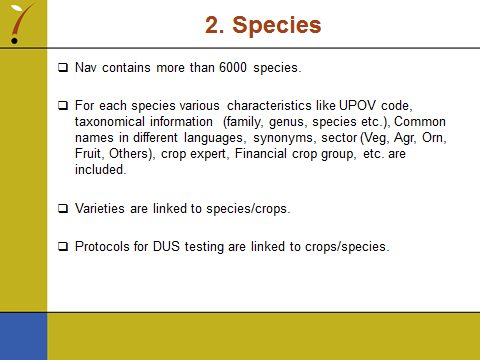 2. Species
❑ Nav contains more than 6000 species.
❑ For each species various characteristics like UPOV code,
taxonomical information (family, genus, species etc.), Common
names in different languages, synonyms, sector (Veg, Agr, Orn,
Fruit, Others), crop expert, Financial crop group, etc. are
included.
❑ Varieties are linked to species/crops.
❑ Protocols for DUS testing are linked to crops/species.